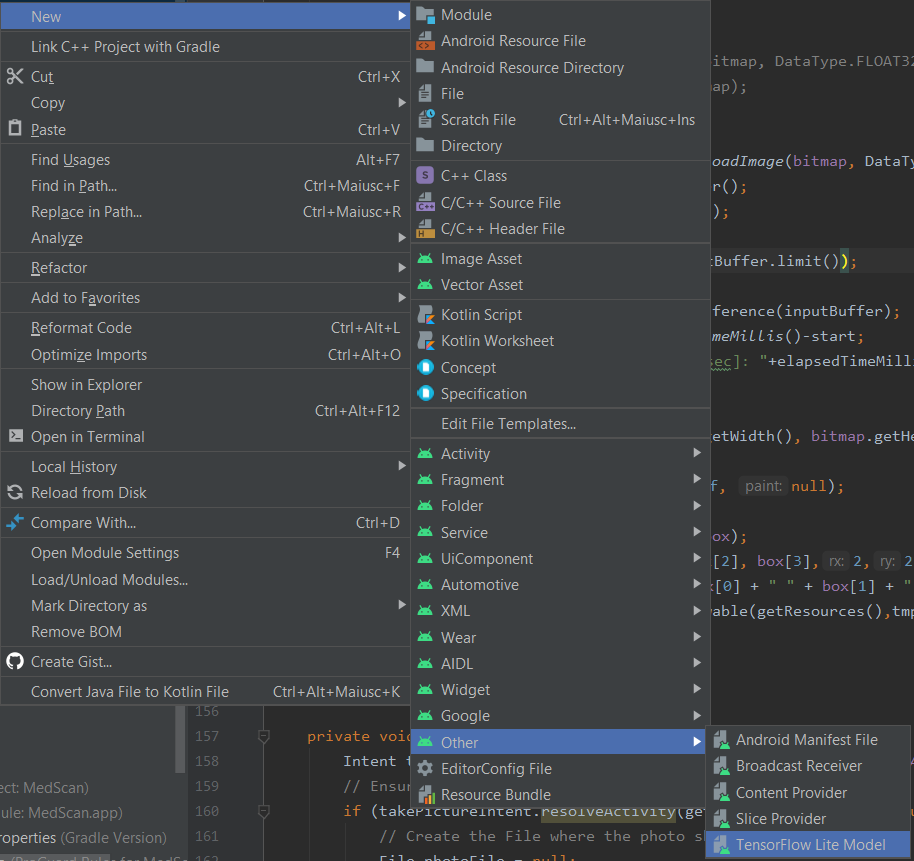 New
Link C++ Project with Gradle
Cut Ctrl+X
Copy
Paste Ctrl+V
Find Usages Alt+F7
Find in Path... Ctrl+Maiusc+F
Replace in Path... Ctrl+Maiusc+R
Analyze
Refactor
Add to Favorites
Reformat Code Ctrl+Alt+L
Optimize Imports Ctrl+Alt+O
Show in Explorer
Directory Path Ctrl+Alt+F12
Open in Terminal
Local History
Reload from Disk
Compare With... Ctrl+D
Open Module Settings F4
Load/Unload Modules...
Mark Directory as
Remove BOM
Create Gist...
Convert Java File to Kotlin File Ctrl+Alt+Maiusc+K
Module
Android Resource File
Android Resource Directory
File
Scratch File Ctrl+Alt+Maiusc+Ins
Directory
S C++ Class
C++ C/C++ Source File
H C/C++ Header File
Image Asset
Vector Asset
Kotlin Script
Kotlin Worksheet
Concept
Specification
Edit File Templates...
Activity
Fragment
Folder
Service
UiComponent
Automotive
XML
Wear
AIDL
Widget
Google
Other
EditorConfig File
Resource Bundle
Android Manifest File
Broadcast Receiver
Content Provider
Slice Provider
TensorFlow Lite Model
itmap, DataType.FLOAT32
ap);
oadImage(bitmap, DataTy
r();
);
tBuffer.limit());
ference(inputBuffer);
meMillis()-start;
sec]: "+elapsedTimeMilli
etWidth(), bitmap.getHe
f, paint: null);
ox);
[2], box[3], rx: 2, ry: 2
x[0] + " " + box[1] + "
wable(getResources(),tmp
156
157 private void
158 Intent t
159 // Ensur
160 if (takePictureIntent.resolveActivity(ge
161 // Create the File where the photo s
162 File photoFile = null;
ect: MedScan)
ule: MedScan.app)
roperties (Gradle Version)